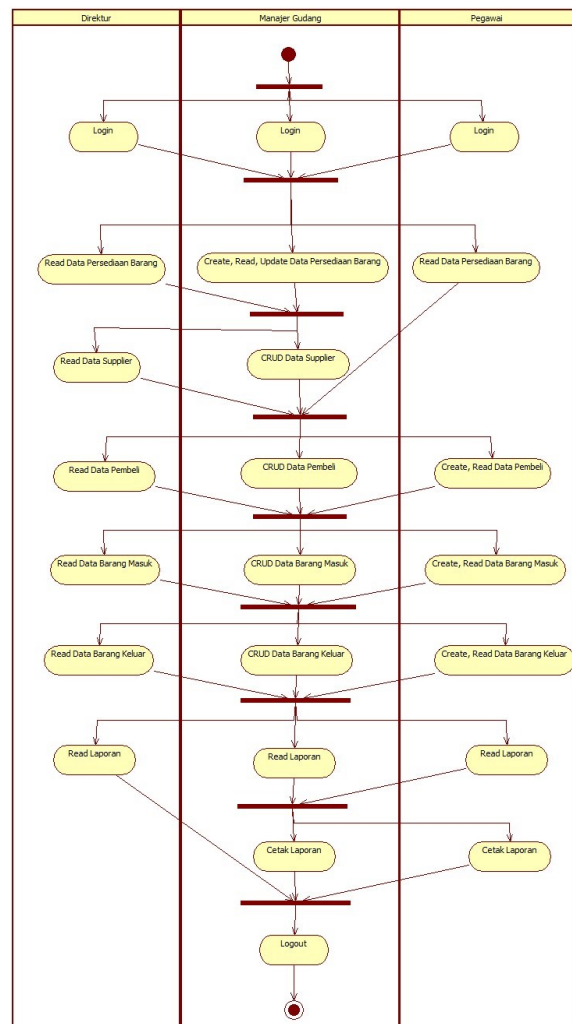 Direktur
Manajer Gudang
Pegawai
Login
Login
Login
Read Data Persediaan Barang
Create, Read, Update Data Persediaan Barang
Read Data Persediaan Barang
Read Data Supplier
CRUD Data Supplier
Read Data Pembeli
CRUD Data Pembeli
Create, Read Data Pembeli
Read Data Barang Masuk
CRUD Data Barang Masuk
Create, Read Data Barang Masuk
Read Data Barang Keluar
CRUD Data Barang Keluar
Create, Read Data Barang Keluar
Read Laporan
Read Laporan
Read Laporan
Cetak Laporan
Cetak Laporan
Logout